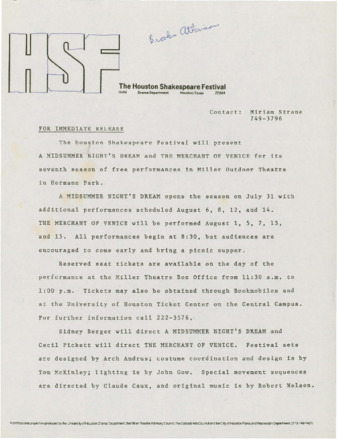 HSF
The Houston Shakespeare Festival
Drama Department Houston Texas
Contact: Miriam Strane
749-3796
FOR IMMEDIATE RELEASE
The Houston Shakespeare Festival will present
A MIDSUMMER NIGHT'S DREAM and THE MERCHANT OF VENICE for its
seventh season of free performances in Miller Outdoor Theatre
in Hermann Park.
A MIDSUMMER NIGHT'S DREAM opens the season on July 31 with
additional performances scheduled August 6, 8, 12, and 14.
THE MERCHANT OF VENICE will be performed August 1, 5, 7, 13,
and 15. All performances begin at 8:30, but audiences are
encouraged to come early and bring a picnic supper.
Reserved seat tickets are available on the day of the
performance at the Miller Theatre Box Office from 11:30 a.m. to
1:00 p.m. Tickets may also be obtained through Bookmobiles and
at the University of Houston Ticket Center on the Central Campus.
For further information call 222-3576.
Sidney Berger will direct A MIDSUMMER NIGHT'S DREAM and
Cecil Pickett will direct THE MERCHANT OF VENICE. Festival sets
are designed by Arch Andrus; costume coordination and design is by
Tom McKinley; lighting is by John Gow. Special movement sequences
are directed by Claude Caux, and original music is by Robert Nelson.